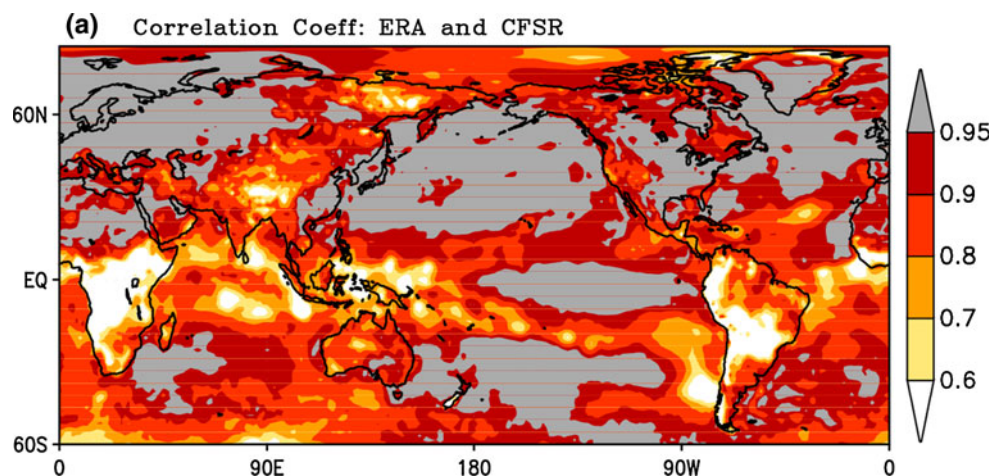 (a) Correlation Coeff: ERA and CFSR
60N
EQ
60S
0 90E 180 90W 0
0.95
0.9
0.8
0.7
0.6